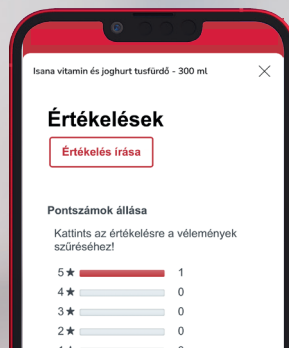 Isana vitamin és joghurt tusfürdő - 300 ml
Értékelések
Értékelés írása
Pontszámok állása
Kattints az értékelésre a vélemények
szűréséhez!
5★ 1
4★ 0
3★ 0
2★ 0